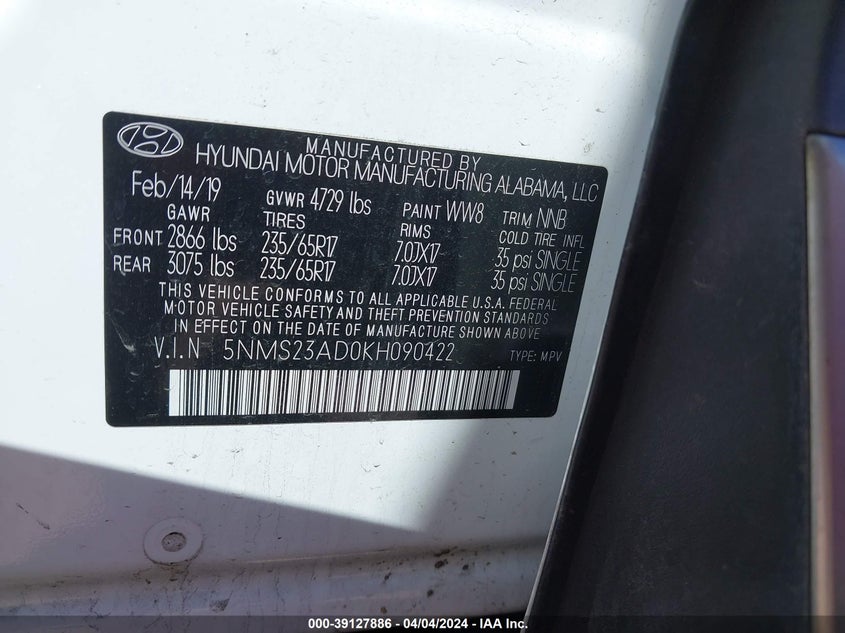 MANUFACTURED BY
HYUNDAI MOTOR MANUFACTURING ALABAMA, LLC
Feb/14/19 GVWR 4729 lbs PAINT WW8 TRIM NNB
GAWR TIRES RIMS COLD TIRE INFL
FRONT 2866 lbs 235/65R17 7.0JX17 35 psi SINGLE
REAR 3075 lbs 235/65R17 7.0JX17 35 psi SINGLE
THIS VEHICLE CONFORMS TO ALL APPLICABLE U.S.A. FEDERAL
MOTOR VEHICLE SAFETY AND THEFT PREVENTION STANDARDS
IN EFFECT ON THE DATE OF MANUFACTURE SHOWN ABOVE
V.I.N 5NMS23AD0KH090422 TYPE: MPV
000-39127886 - 04/04/2024 - iaai.com